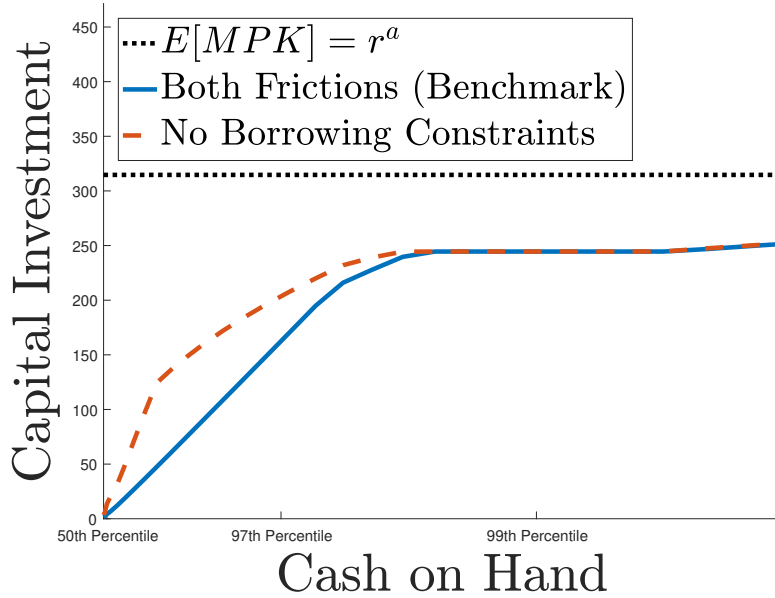 E[MPK] = r^a
Both Frictions (Benchmark)
No Borrowing Constraints
450
400
350
300
250
200
150
100
50
0
Capital Investment
50th Percentile
97th Percentile
99th Percentile
Cash on Hand